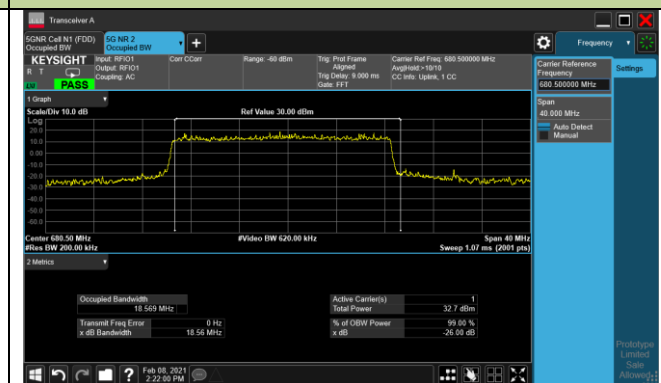 Transceiver A
5GNR Cell N1 (FDD)
Occupied BW
5G NR 2
Occupied BW
Frequency
KEYSIGHT
R T
PASS
Input: RFIO1
Output: RFIO1
Coupling: AC
Corr CCorr
Range: -60 dBm
Trig: Prot Frame
Aligned
Trig Delay: 9.000 ms
Gate: FFT
Carrier Ref Freq: 680.500000 MHz
Avg|Hold:>10/10
CC Info: Uplink, 1 CC
Carrier Reference
Frequency
680.500000 MHz
Settings
Span
40.000 MHz
Auto Detect
Manual
1 Graph
Scale/Div 10.0 dB
Ref Value 30.00 dBm
Log
20.0
10.0
0.00
-10.0
-20.0
-30.0
-40.0
-50.0
-60.0
Center 680.50 MHz
#Res BW 200.00 kHz
#Video BW 620.00 kHz
Span 40 MHz
Sweep 1.07 ms (2001 pts)
2 Metrics
Occupied Bandwidth
18.569 MHz
Transmit Freq Error 0 Hz
x dB Bandwidth 18.56 MHz
Active Carrier(s) 1
Total Power 32.7 dBm
% of OBW Power 99.00 %
x dB -26.00 dB
Prototype
Limited
Sale
Allowed
Feb 08, 2021
2:22:00 PM